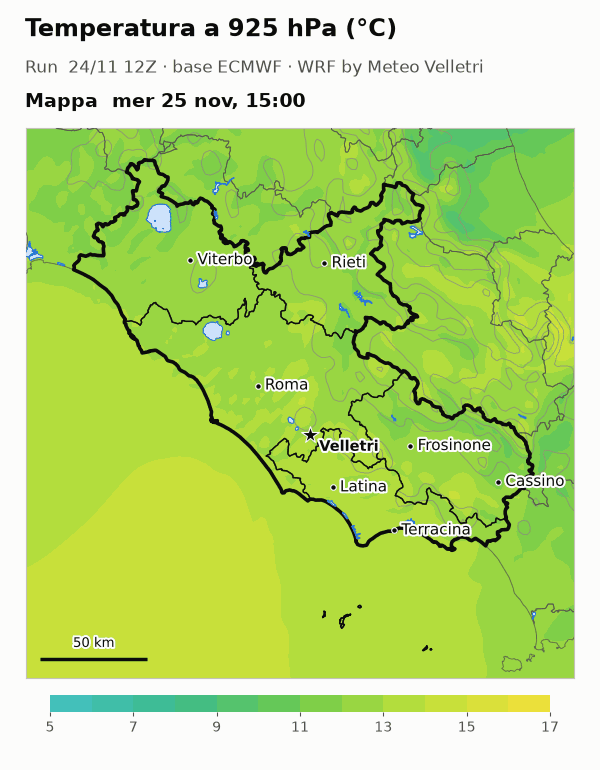 Temperatura a 925 hPa (°C)
Run  24/11 12Z · base ECMWF · WRF by Meteo Velletri
Mappa  mer 25 nov, 15:00
Viterbo
Rieti
Roma
Velletri
Frosinone
Cassino
Latina
Terracina
50 km
5 7 9 11 13 15 17